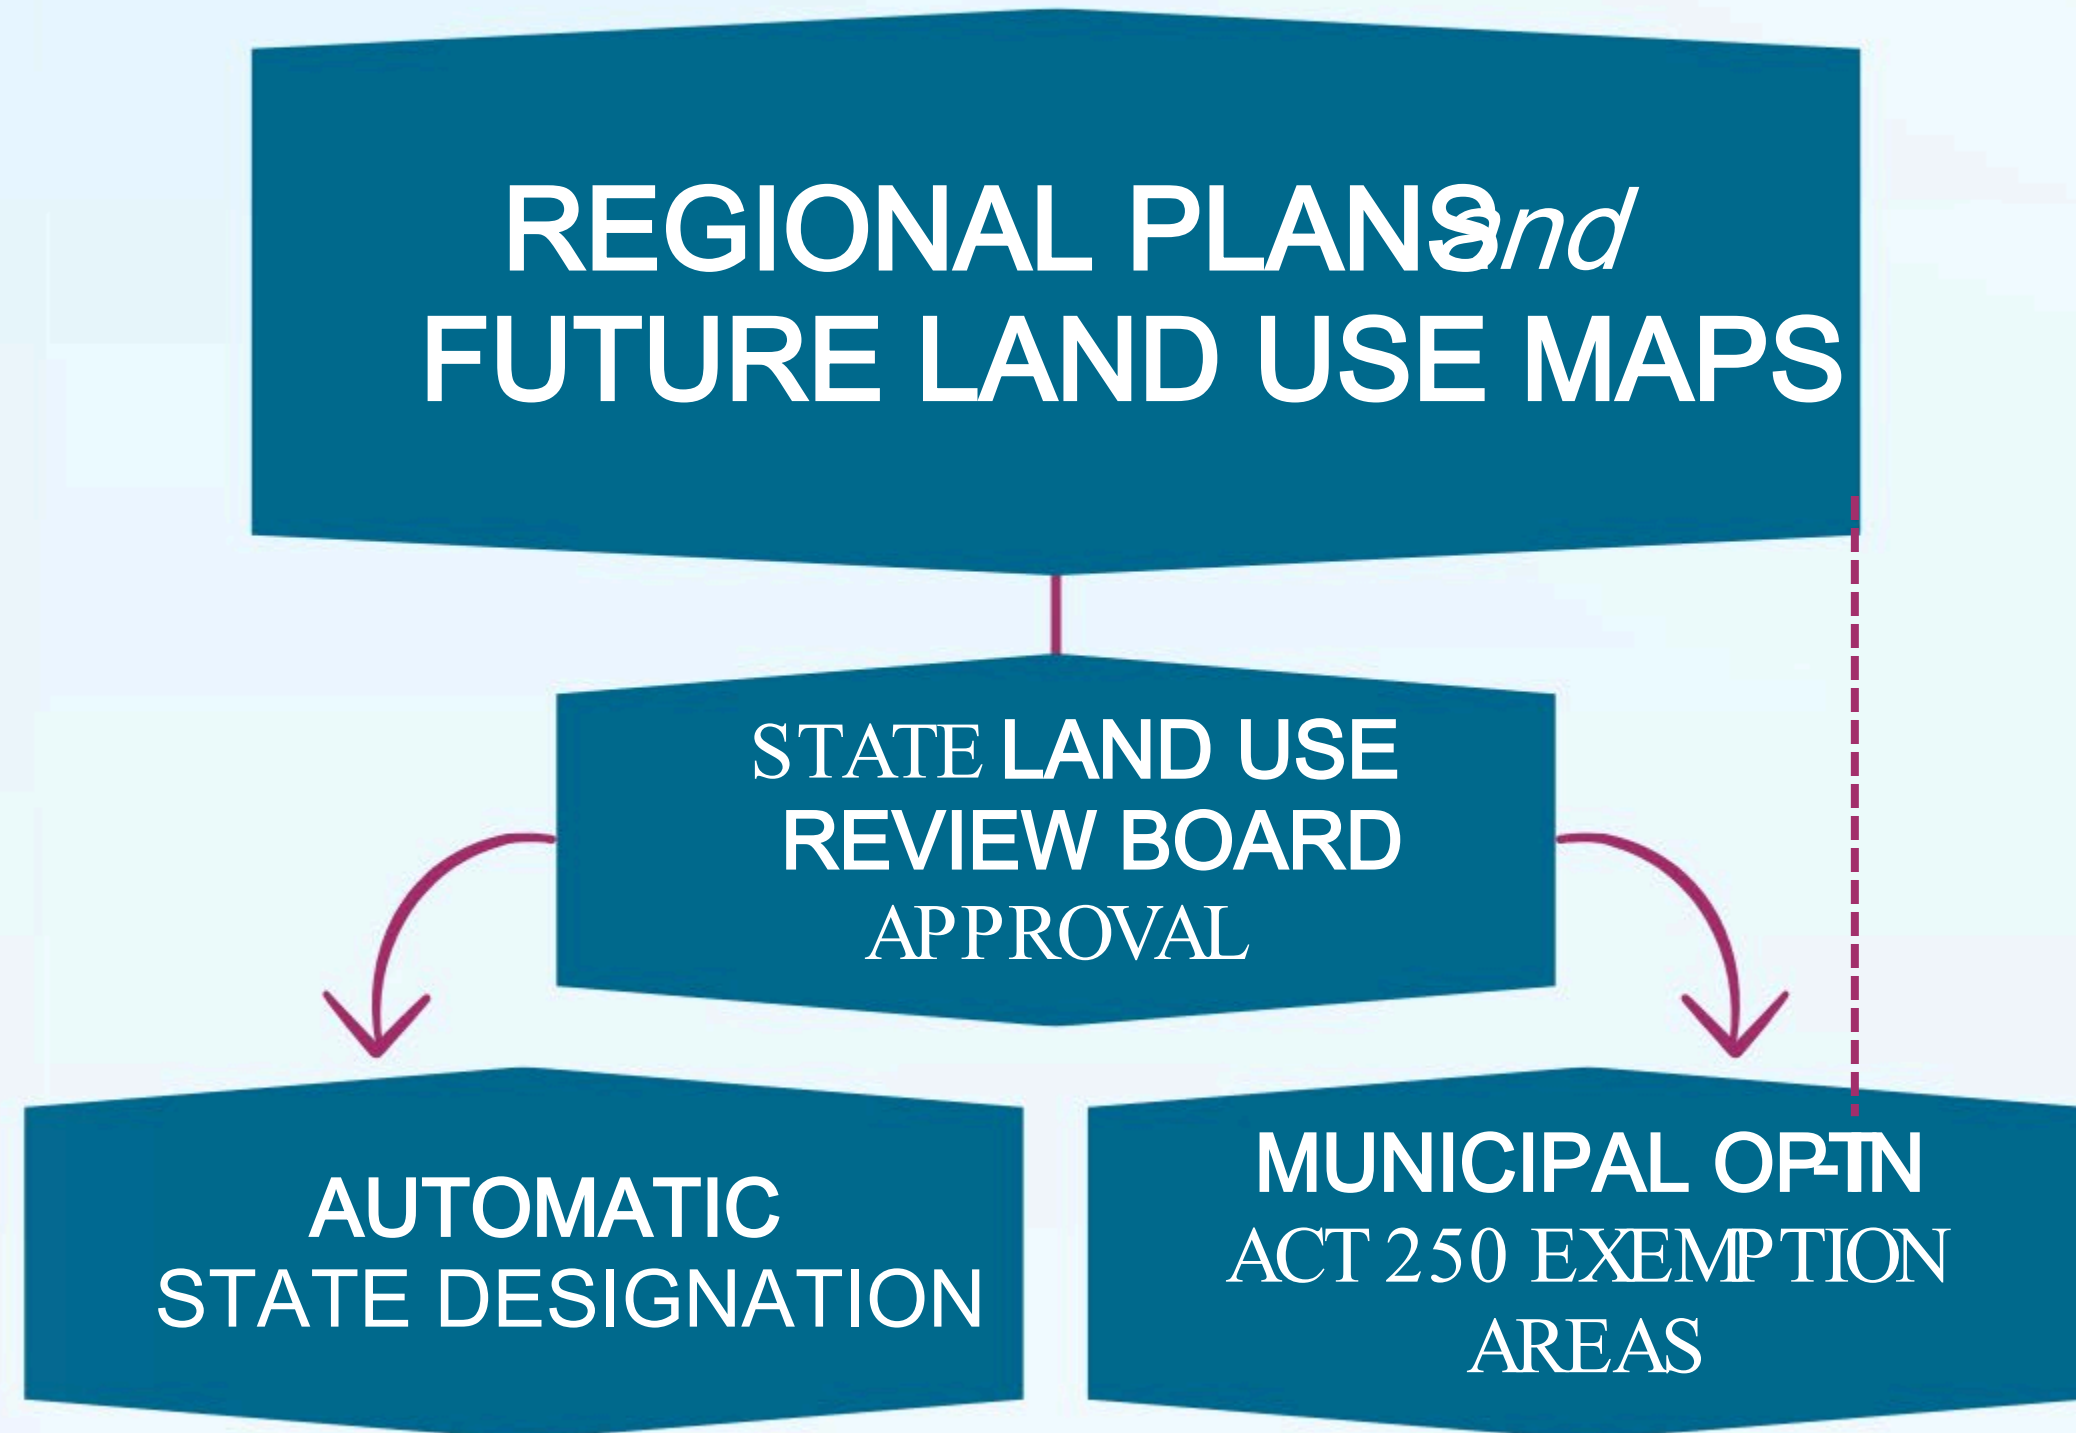 REGIONAL PLANS and
FUTURE LAND USE MAPS
STATE LAND USE
REVIEW BOARD
APPROVAL
AUTOMATIC
STATE DESIGNATION
MUNICIPAL OPT-IN
ACT 250 EXEMPTION
AREAS